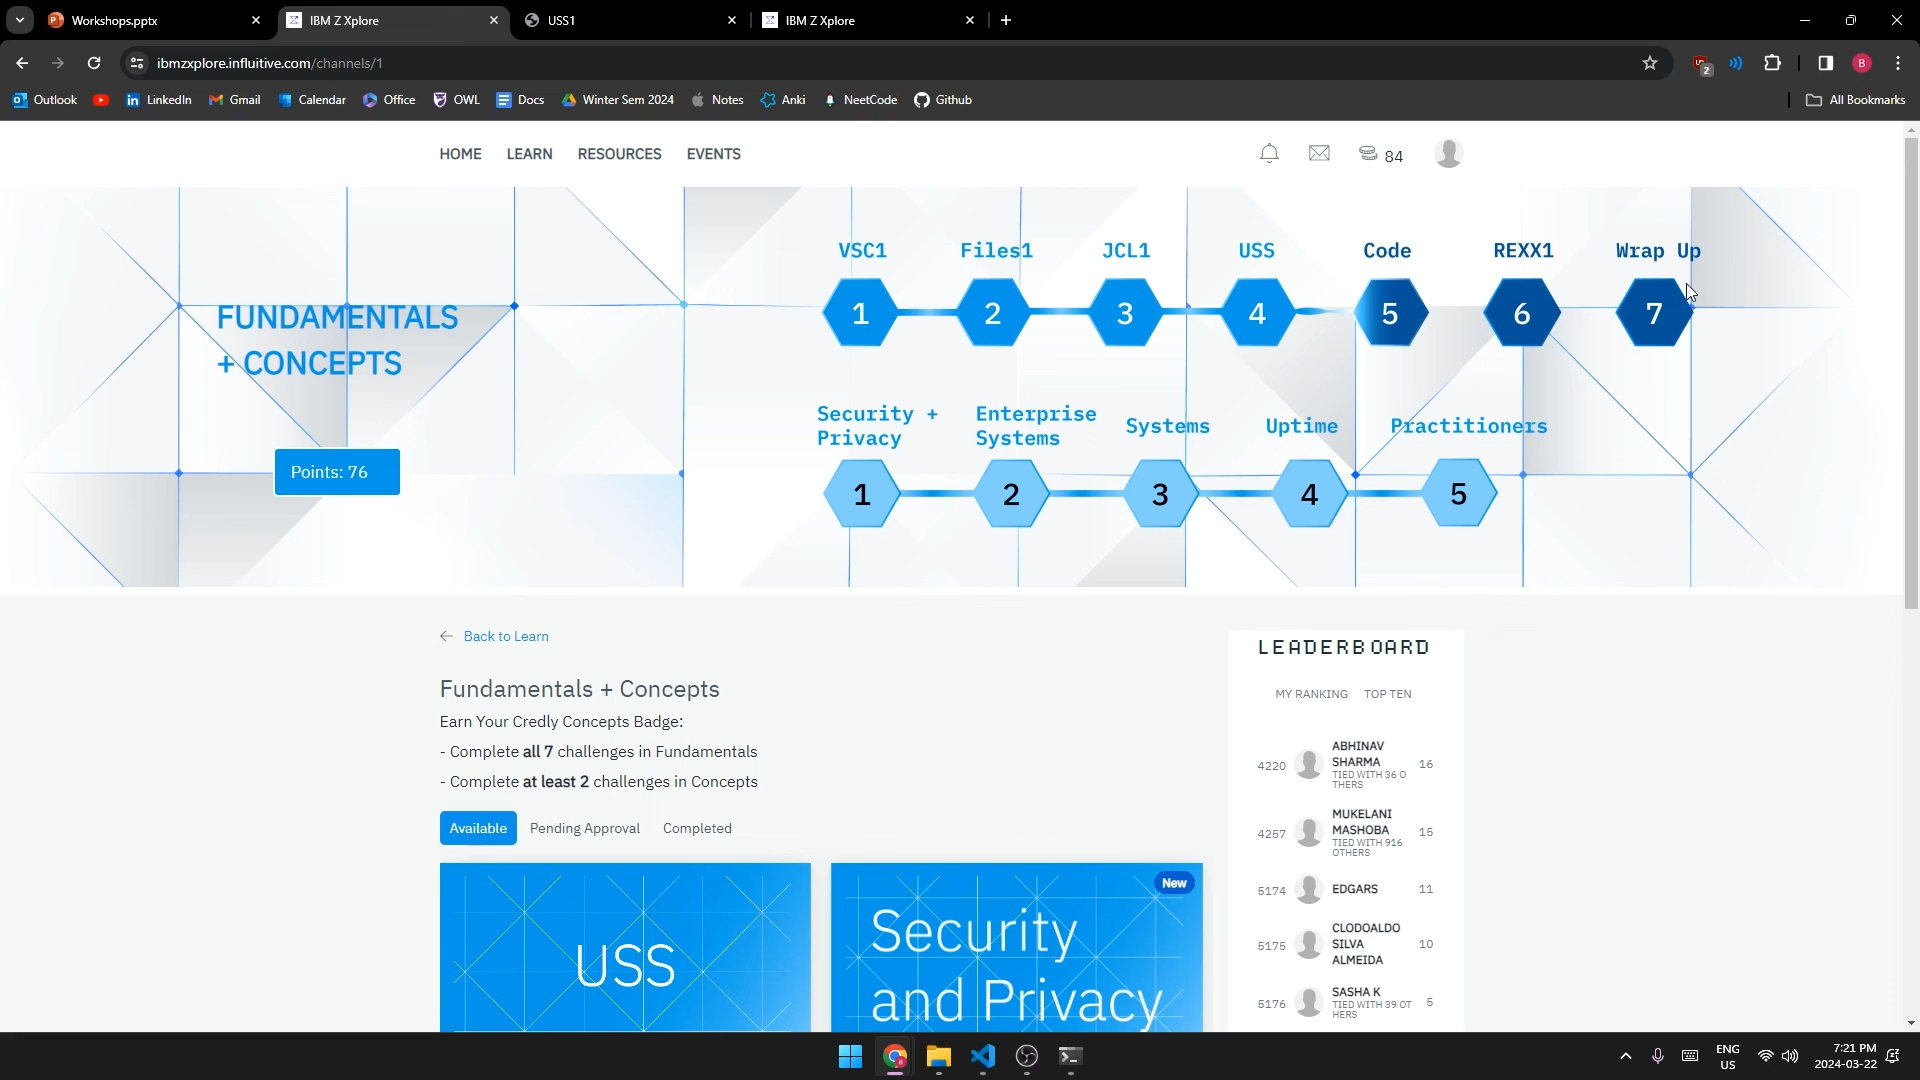 Workshops.pptx
IBM Z Xplore
USS1
IBM Z Xplore
ibmzxplore.influitive.com/channels/1
2
B
Outlook
LinkedIn
Gmail
Calendar
Office
OWL
Docs
Winter Sem 2024
Notes
Anki
NeetCode
Github
All Bookmarks
HOME
LEARN
RESOURCES
EVENTS
84
FUNDAMENTALS
+ CONCEPTS
Points: 76
VSC1
Files1
JCL1
USS
Code
REXX1
Wrap Up
1
2
3
4
5
6
7
Security +
Privacy
Enterprise
Systems
Systems
Uptime
Practitioners
1
2
3
4
5
Back to Learn
Fundamentals + Concepts
Earn Your Credly Concepts Badge:
- Complete all 7 challenges in Fundamentals
- Complete at least 2 challenges in Concepts
Available
Pending Approval
Completed
USS
New
Security
and Privacy
LEADERBOARD
MY RANKING
TOP TEN
4220
ABHINAV
SHARMA
TIED WITH 36 O
THERS
16
4257
MUKELANI
MASHOBA
TIED WITH 916
OTHERS
15
5174
EDGARS
11
5175
CLODOALDO
SILVA
ALMEIDA
10
5176
SASHA K
TIED WITH 39 OT
HERS
5
ENG
US
7:21 PM
2024-03-22